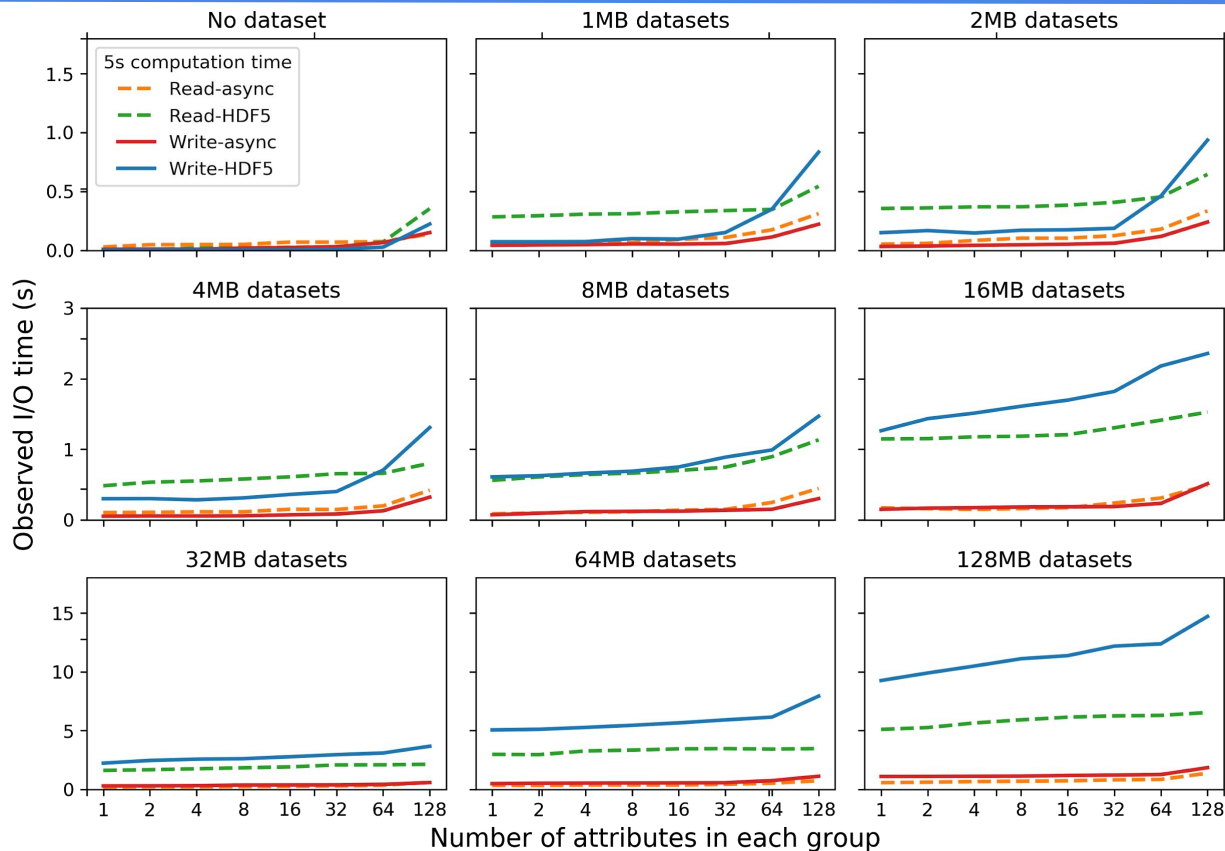 No dataset
1MB datasets
2MB datasets
5s computation time
Read-async
Read-HDF5
Write-async
Write-HDF5
1.5
1.0
0.5
0.0
4MB datasets
8MB datasets
16MB datasets
3
2
1
0
Observed I/O time (s)
32MB datasets
64MB datasets
128MB datasets
15
10
5
0
1 2 4 8 16 32 64 128
1 2 4 8 16 32 64 128
1 2 4 8 16 32 64 128
Number of attributes in each group